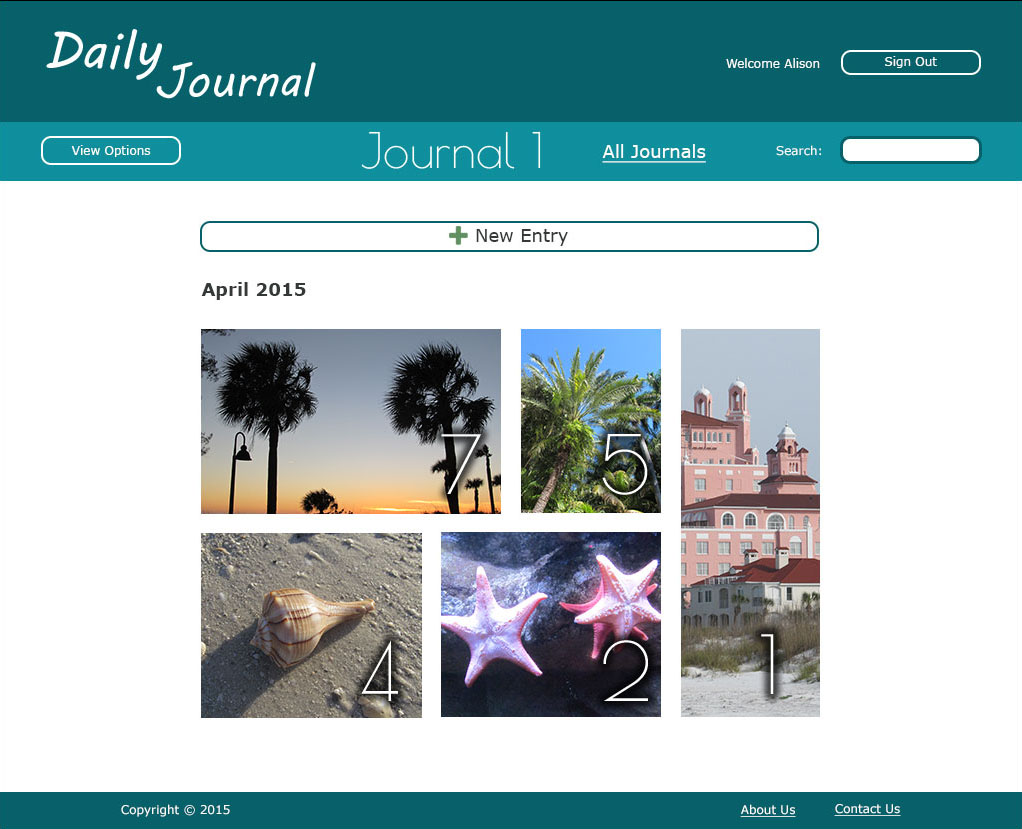 Daily
Journal
Welcome Alison
Sign Out
View Options
Journal 1
All Journals
Search:
New Entry
April 2015
7
5
4
2
1
Copyright © 2015
About Us
Contact Us